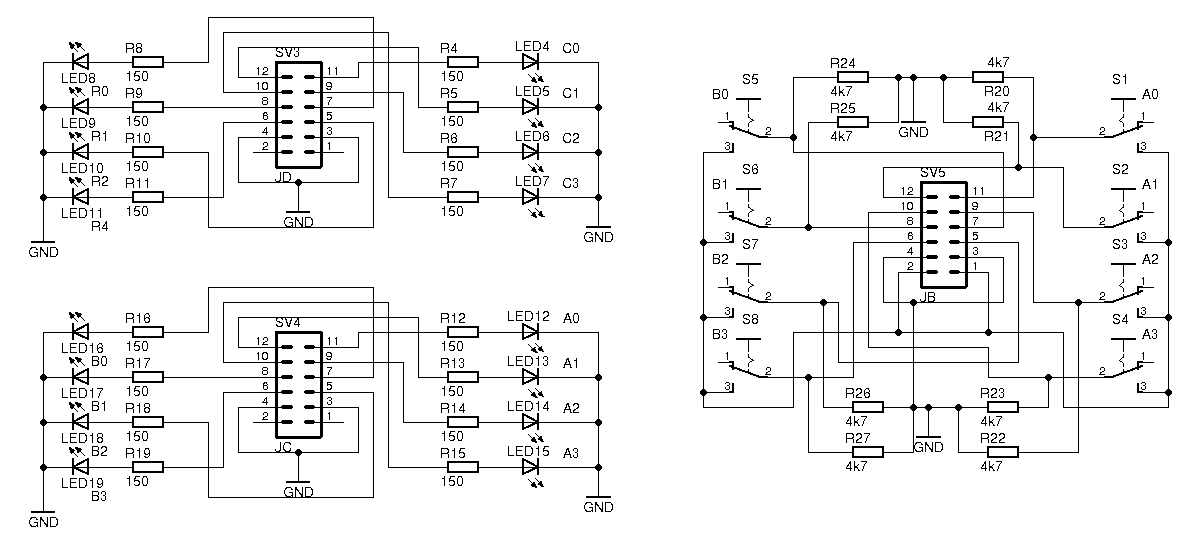 R8
150
LED8
R0
R9
150
LED9
R1
R10
150
LED10
R2
R11
150
LED11
R4
GND
SV3
12 11
10 9
8 7
6 5
4 3
2 1
JD
GND
R4
150
LED4 C0
R5
150
LED5 C1
R6
150
LED6 C2
R7
150
LED7 C3
GND
R16
150
LED16
B0
R17
150
LED17
B1
R18
150
LED18
B2
R19
150
LED19
B3
GND
SV4
12 11
10 9
8 7
6 5
4 3
2 1
JC
GND
R12
150
LED12 A0
R13
150
LED13 A1
R14
150
LED14 A2
R15
150
LED15 A3
GND
S5
B0
1
2
3
S6
B1
1
2
3
S7
B2
1
2
3
S8
B3
1
2
3
R24
4k7
R25
4k7
GND
4k7
R20
4k7
R21
SV5
12 11
10 9
8 7
6 5
4 3
2 1
JB
S1
A0
1
2
3
S2
A1
1
2
3
S3
A2
1
2
3
S4
A3
1
2
3
R26
4k7
R27
4k7
GND
R23
4k7
R22
4k7